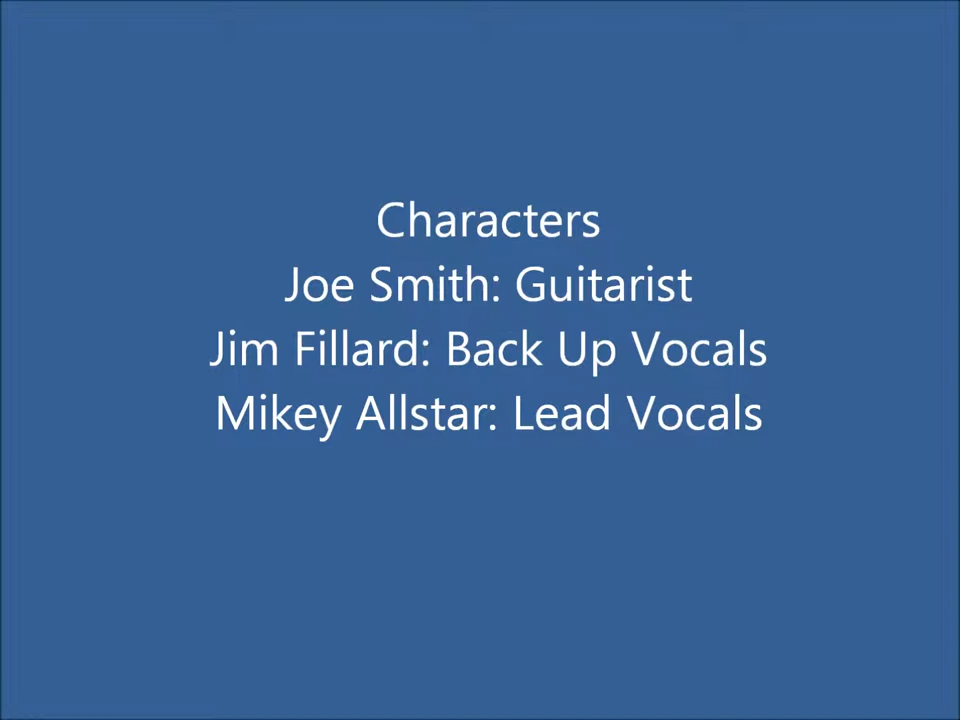 Characters
Joe Smith: Guitarist
Jim Fillard: Back Up Vocals
Mikey Allstar: Lead Vocals